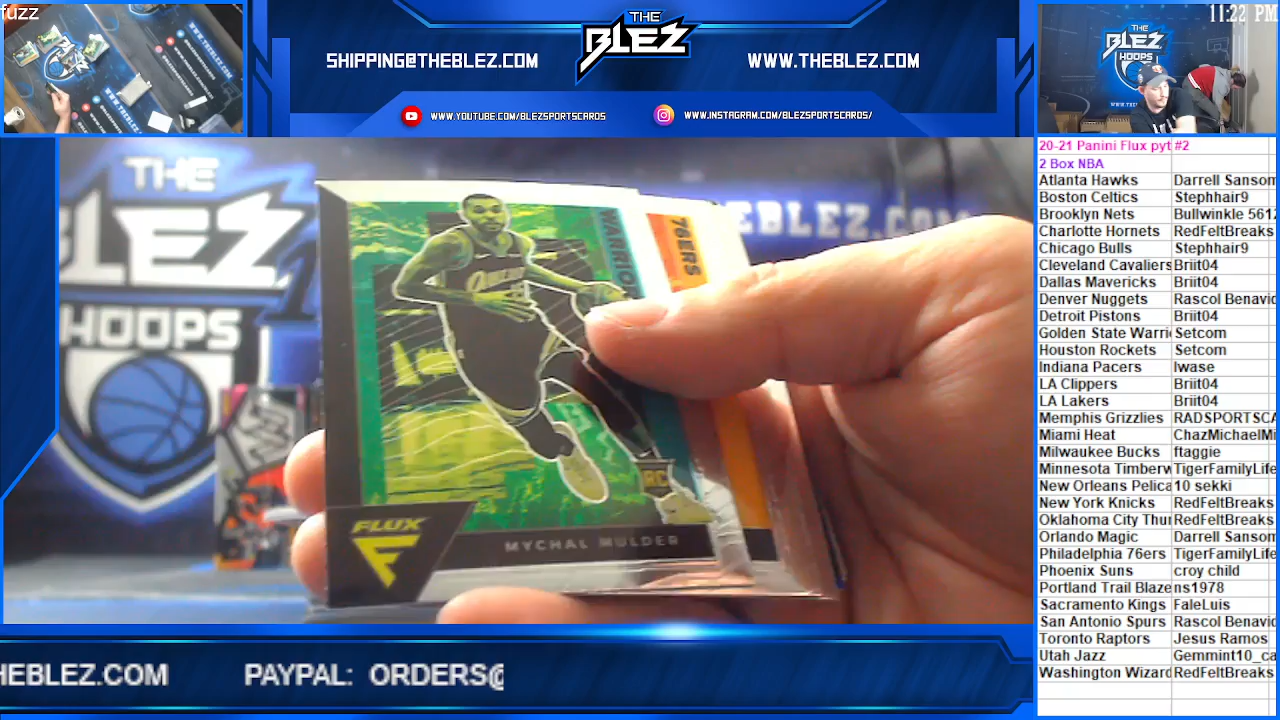 fuzz
THE
BLEZ
SHIPPING@THEBLEZ.COM
WWW.THEBLEZ.COM
WWW.YOUTUBE.COM/BLEZSPORTSCARDS
WWW.INSTAGRAM.COM/BLEZSPORTSCARDS/
11:22 PM
THE
BLEZ
HOOPS
THE
BLEZ
HOOPS
BLEZ.COM
WARRIO
76ERS
RC
FLUX
MYCHAL MULDER
20-21 Panini Flux pyt #2
2 Box NBA
Atlanta Hawks Darrell Sansom
Boston Celtics Stephhair9
Brooklyn Nets Bullwinkle 561
Charlotte Hornets RedFeltBreaks
Chicago Bulls Stephhair9
Cleveland Cavaliers Briit04
Dallas Mavericks Briit04
Denver Nuggets Rascol Benavid
Detroit Pistons Briit04
Golden State Warri Setcom
Houston Rockets Setcom
Indiana Pacers Iwase
LA Clippers Briit04
LA Lakers Briit04
Memphis Grizzlies RADSPORTSCA
Miami Heat ChazMichaelMi
Milwaukee Bucks ftaggie
Minnesota Timberw TigerFamilyLife
New Orleans Pelica 10 sekki
New York Knicks RedFeltBreaks
Oklahoma City Thu RedFeltBreaks
Orlando Magic Darrell Sansom
Philadelphia 76ers TigerFamilyLife
Phoenix Suns croy child
Portland Trail Blaze ns1978
Sacramento Kings FaleLuis
San Antonio Spurs Rascol Benavid
Toronto Raptors Jesus Ramos
Utah Jazz Gemmint10_ca
Washington Wizard RedFeltBreaks
HEBLEZ.COM PAYPAL: ORDERS@